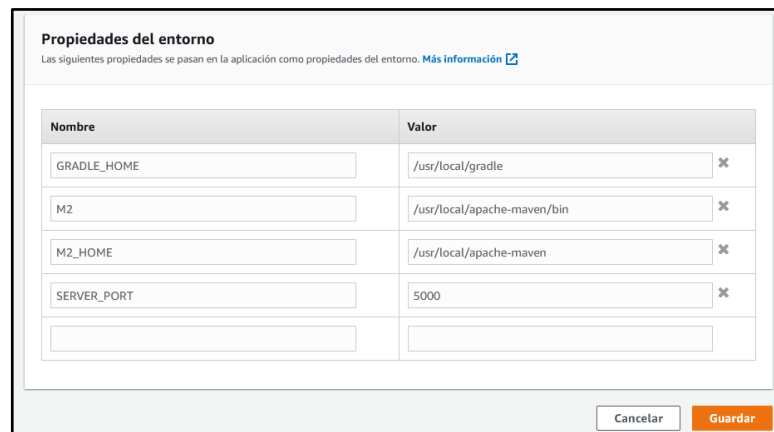 Propiedades del entorno
Las siguientes propiedades se pasan en la aplicación como propiedades del entorno. Más información
Nombre Valor
GRADLE_HOME /usr/local/gradle
M2 /usr/local/apache-maven/bin
M2_HOME /usr/local/apache-maven
SERVER_PORT 5000
Cancelar Guardar